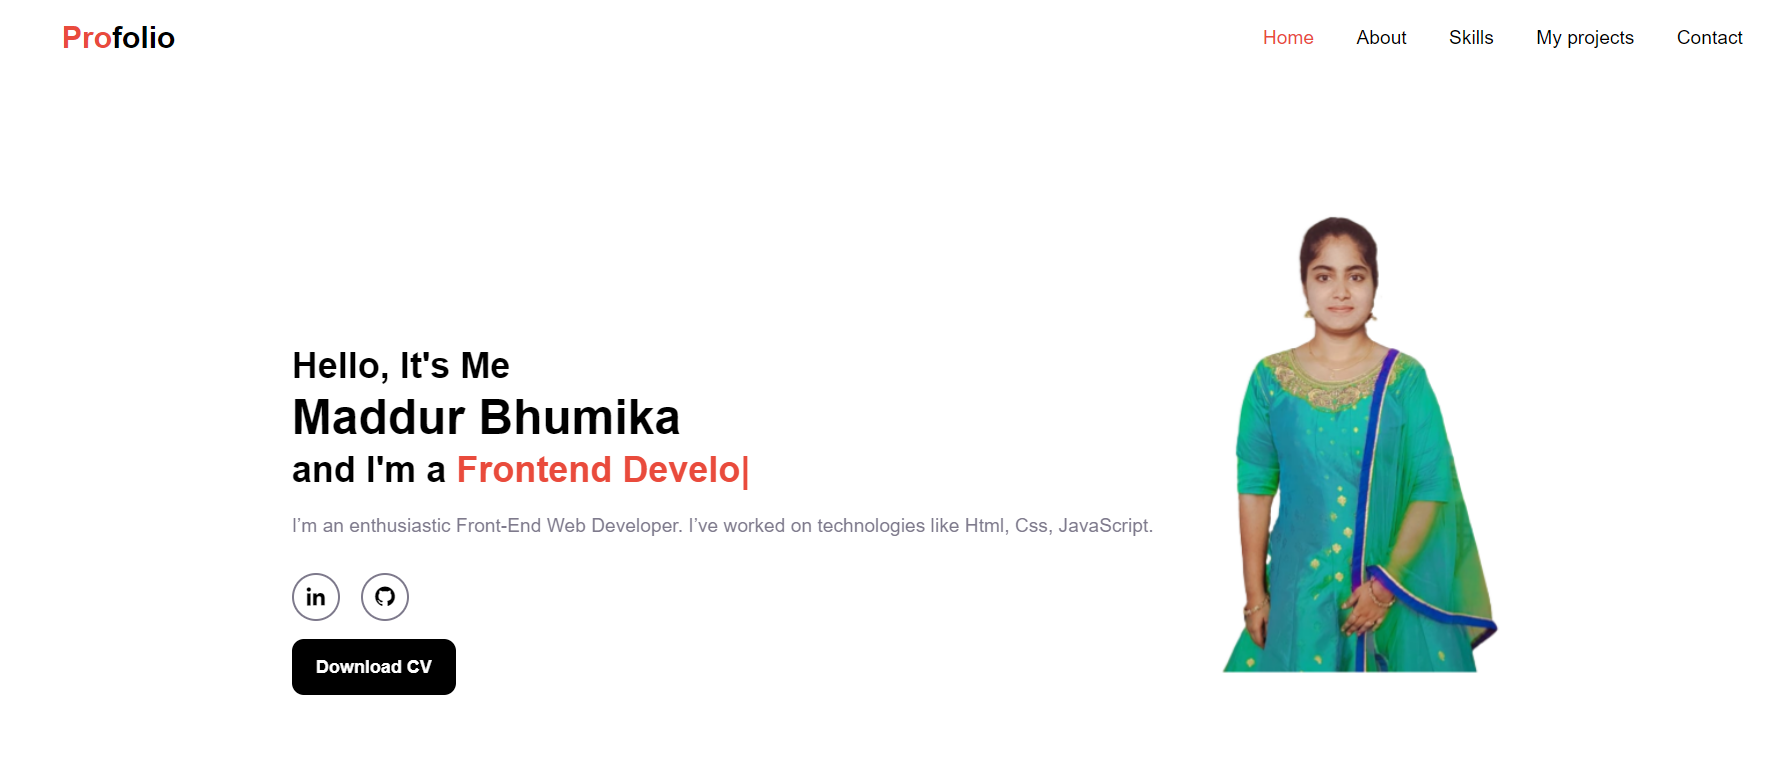 Profolio
Home About Skills My projects Contact
Hello, It's Me
Maddur Bhumika
and I'm a Frontend Develo|
I’m an enthusiastic Front-End Web Developer. I’ve worked on technologies like Html, Css, JavaScript.
in
Download CV